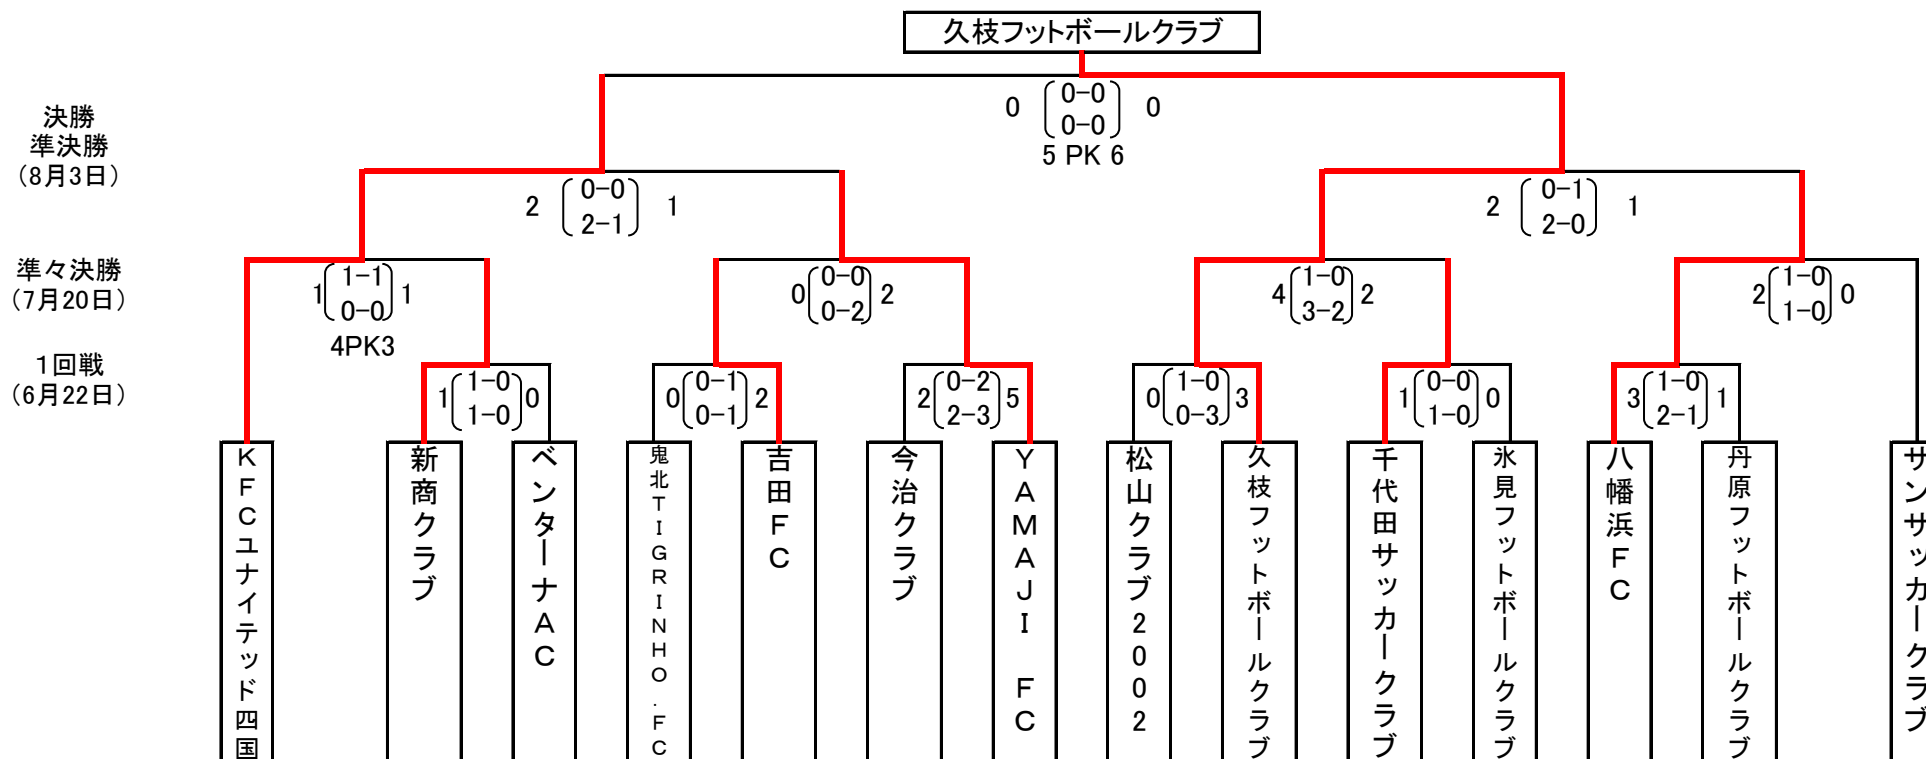 久枝フットボールクラブ
決勝
準決勝
(8月3日)
0 0-0 0
0-0
5 PK 6
2 0-0 1
2-1
2 0-1 1
2-0
準々決勝
(7月20日)
1 1-1 1
0-0
4PK3
0 0-0 2
0-2
4 1-0 2
3-2
2 1-0 0
1-0
1回戦
(6月22日)
1 1-0 0
1-0
0 0-1 2
0-1
2 0-2 5
2-3
0 1-0 3
0-3
1 0-0 0
1-0
3 1-0 1
2-1
KFCユナイテッド四国
新商クラブ
ベンターナAC
鬼北TIGRINHO.FC
吉田FC
今治クラブ
YAMAJI FC
松山クラブ2002
久枝フットボールクラブ
千代田サッカークラブ
氷見フットボールクラブ
八幡浜FC
丹原フットボールクラブ
サンサッカークラブ